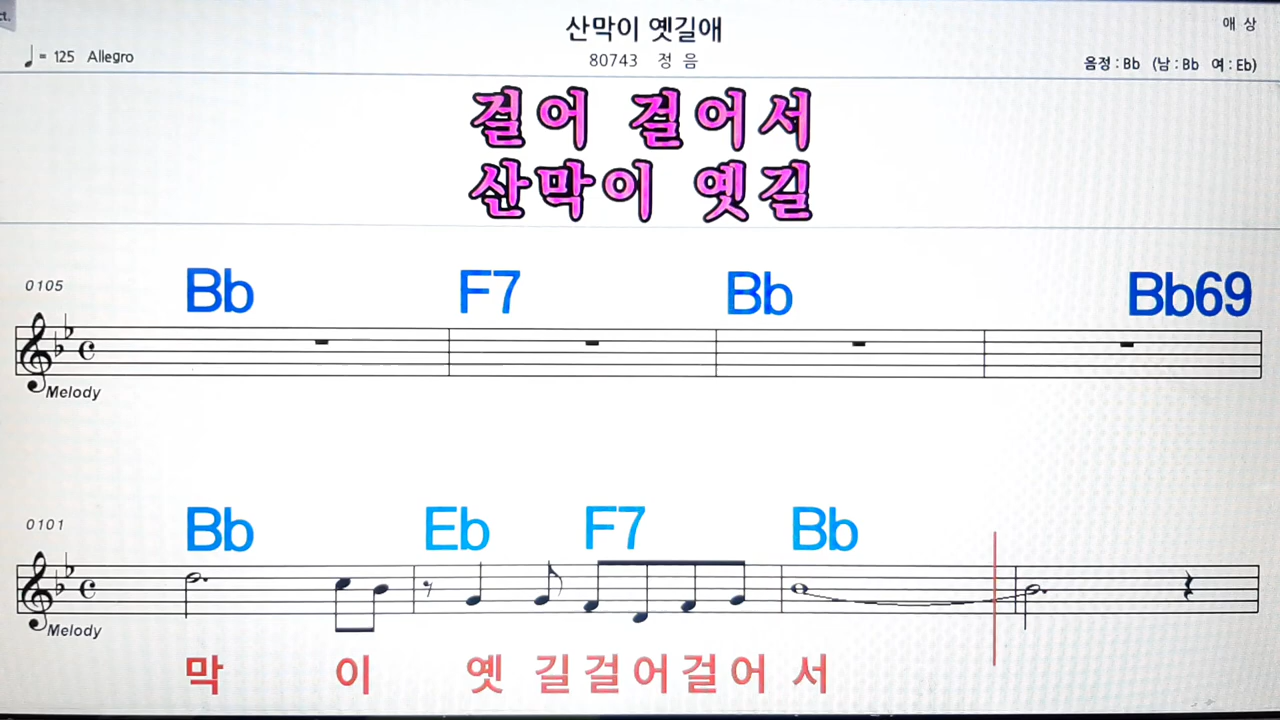 산막이 옛길애
애 상
♩= 125 Allegro
80743 정 음
음정 : Bb (남 : Bb 여 : Eb)
걸어 걸어서
산막이 옛길
0105
Bb F7 Bb Bb69
Melody
0101
Bb Eb F7 Bb
Melody
막 이 옛 길걸어걸어 서